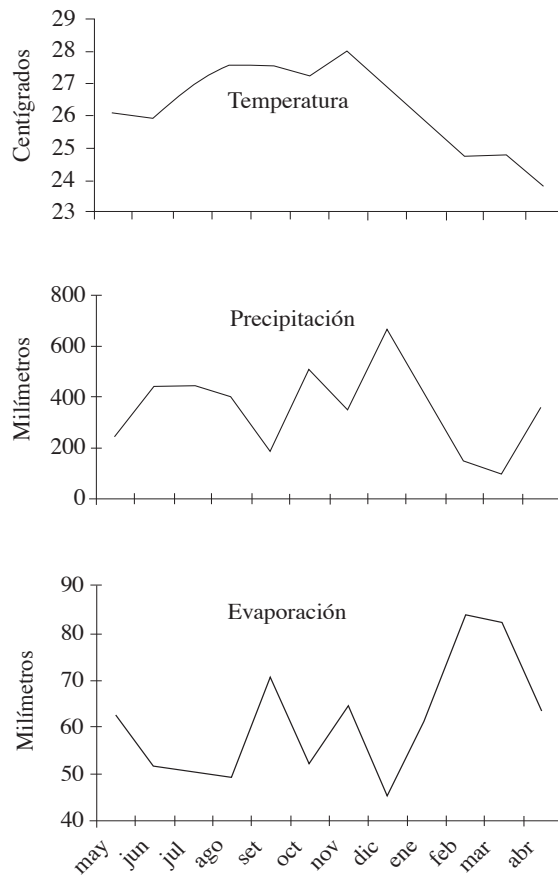 29
28
27
26
25
24
23
Centígrados
Temperatura
800
600
400
200
0
Milímetros
Precipitación
90
80
70
60
50
40
Milímetros
Evaporación
may
jun
jul
ago
set
oct
nov
dic
ene
feb
mar
abr